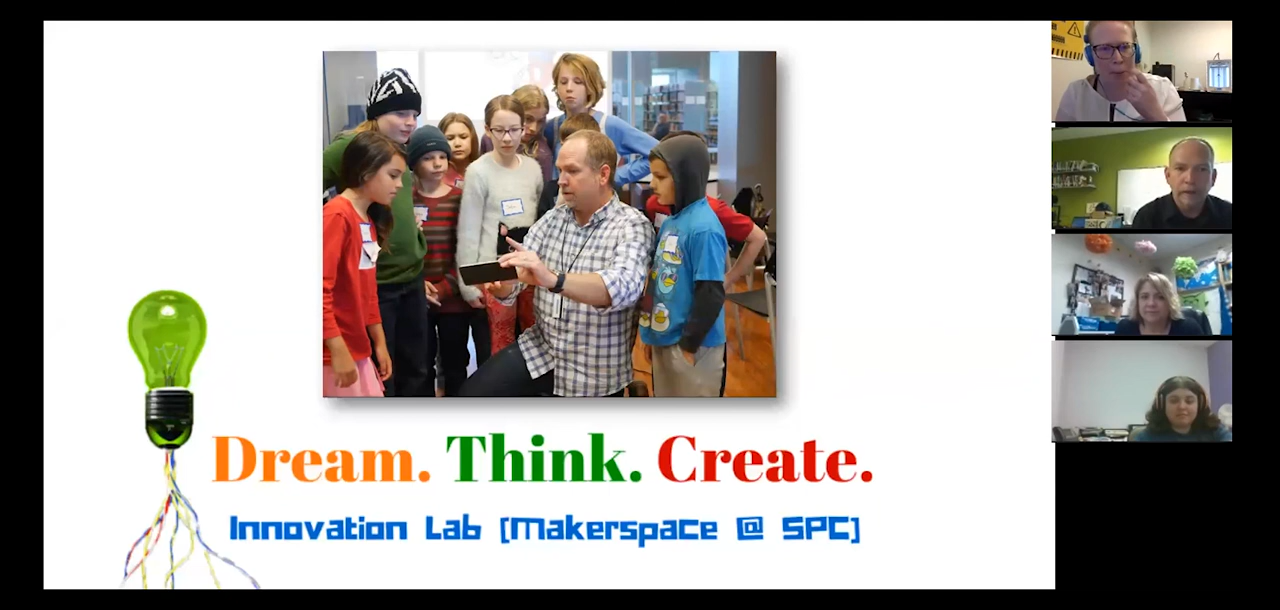 Dream. Think. Create.
Innovation Lab [Makerspace @ SPC]